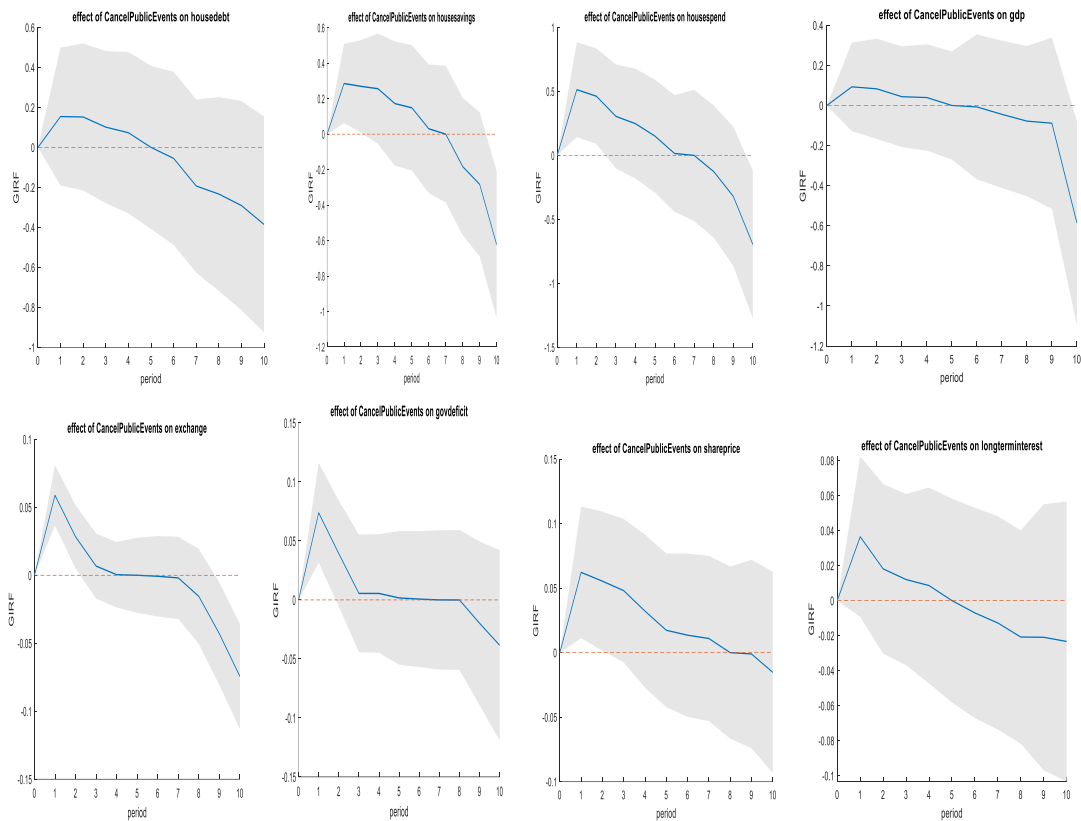 effect of CancelPublicEvents on housedebt
0.6
0.4
0.2
0
-0.2
-0.4
-0.6
-0.8
-1
GIRF
0 1 2 3 4 5 6 7 8 9 10
period
effect of CancelPublicEvents on housesavings
0.6
0.4
0.2
0
-0.2
-0.4
-0.6
-0.8
-1
-1.2
GIRF
0 1 2 3 4 5 6 7 8 9 10
period
effect of CancelPublicEvents on housespend
1
0.5
0
-0.5
-1
-1.5
GIRF
0 1 2 3 4 5 6 7 8 9 10
period
effect of CancelPublicEvents on gdp
0.4
0.2
0
-0.2
-0.4
-0.6
-0.8
-1
-1.2
GIRF
0 1 2 3 4 5 6 7 8 9 10
period
effect of CancelPublicEvents on exchange
0.1
0.05
0
-0.05
-0.1
-0.15
GIRF
0 1 2 3 4 5 6 7 8 9 10
period
effect of CancelPublicEvents on govdeficit
0.15
0.1
0.05
0
-0.05
-0.1
-0.15
GIRF
0 1 2 3 4 5 6 7 8 9 10
period
effect of CancelPublicEvents on shareprice
0.15
0.1
0.05
0
-0.05
-0.1
GIRF
0 1 2 3 4 5 6 7 8 9 10
period
effect of CancelPublicEvents on longterminterest
0.08
0.06
0.04
0.02
0
-0.02
-0.04
-0.06
-0.08
-0.1
GIRF
0 1 2 3 4 5 6 7 8 9 10
period